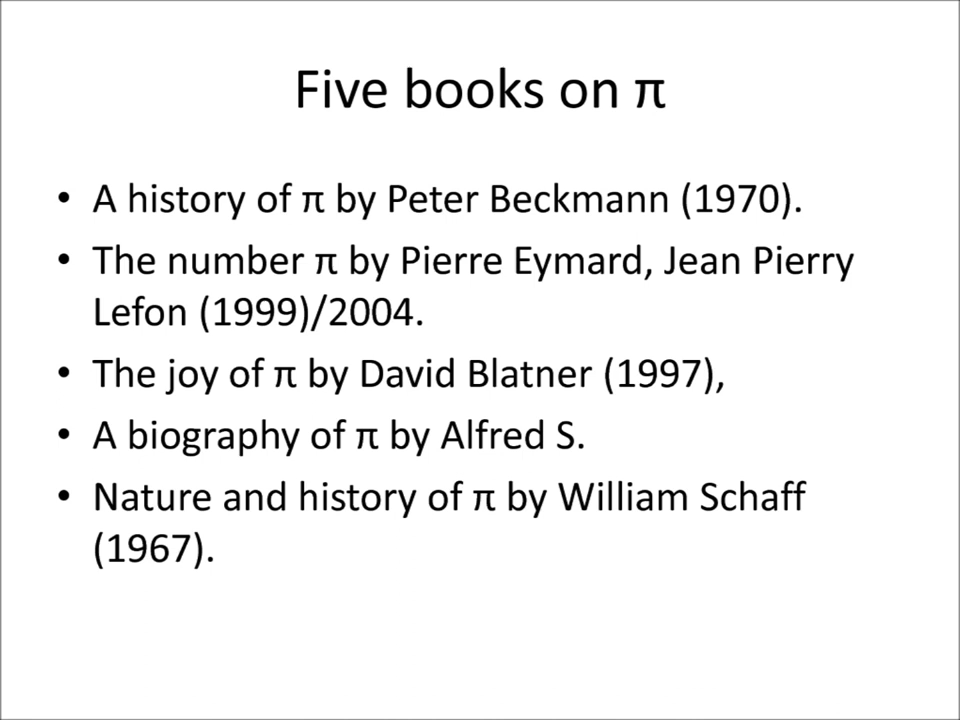 Five books on π
• A history of π by Peter Beckmann (1970).
• The number π by Pierre Eymard, Jean Pierry
Lefon (1999)/2004.
• The joy of π by David Blatner (1997),
• A biography of π by Alfred S.
• Nature and history of π by William Schaff
(1967).